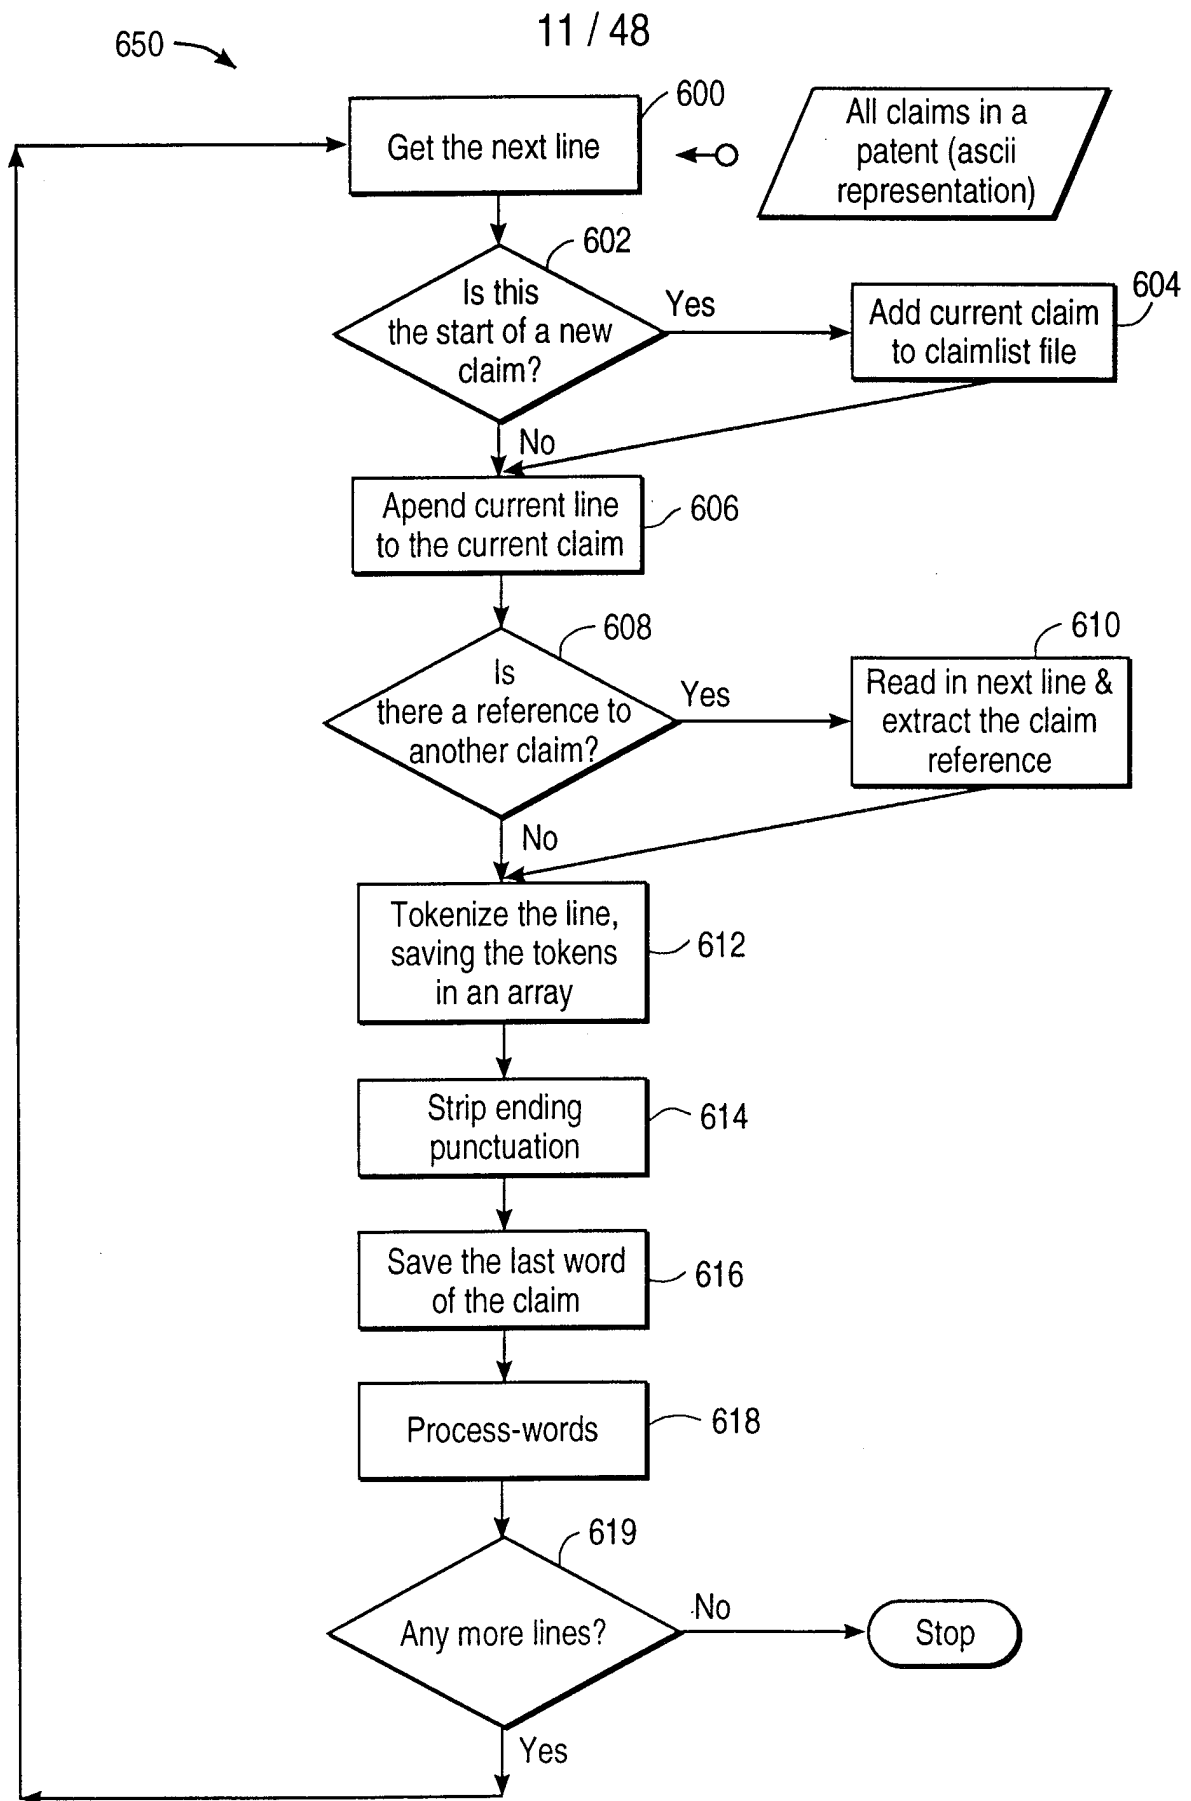 11 / 48
650
600
Get the next line
All claims in a
patent (ascii
representation)
602
Is this
the start of a new
claim?
Yes
604
Add current claim
to claimlist file
No
Apend current line
to the current claim
606
608
Is
there a reference to
another claim?
Yes
610
Read in next line &
extract the claim
reference
No
Tokenize the line,
saving the tokens
in an array
612
Strip ending
punctuation
614
Save the last word
of the claim
616
Process-words
618
619
Any more lines?
No
Stop
Yes